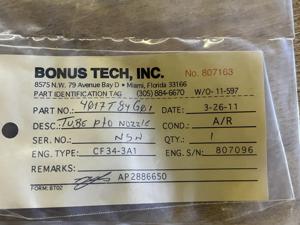 BONUS TECH, INC. No. 807163
8575 N.W. 79 Avenue Bay D • Miami, Florida 33166
PART IDENTIFICATION TAG (305) 884-6670 W/O- 11-597
PART NO.: 4017T84G01 DATE: 3-26-11
DESC.: TUBE P/O NOZZLE COND.: A/R
SER. NO.: NSN QTY.: 1
ENG. TYPE: CF34-3A1 ENG. S/N: 807096
REMARKS:
AP2886650
FORM: BT02